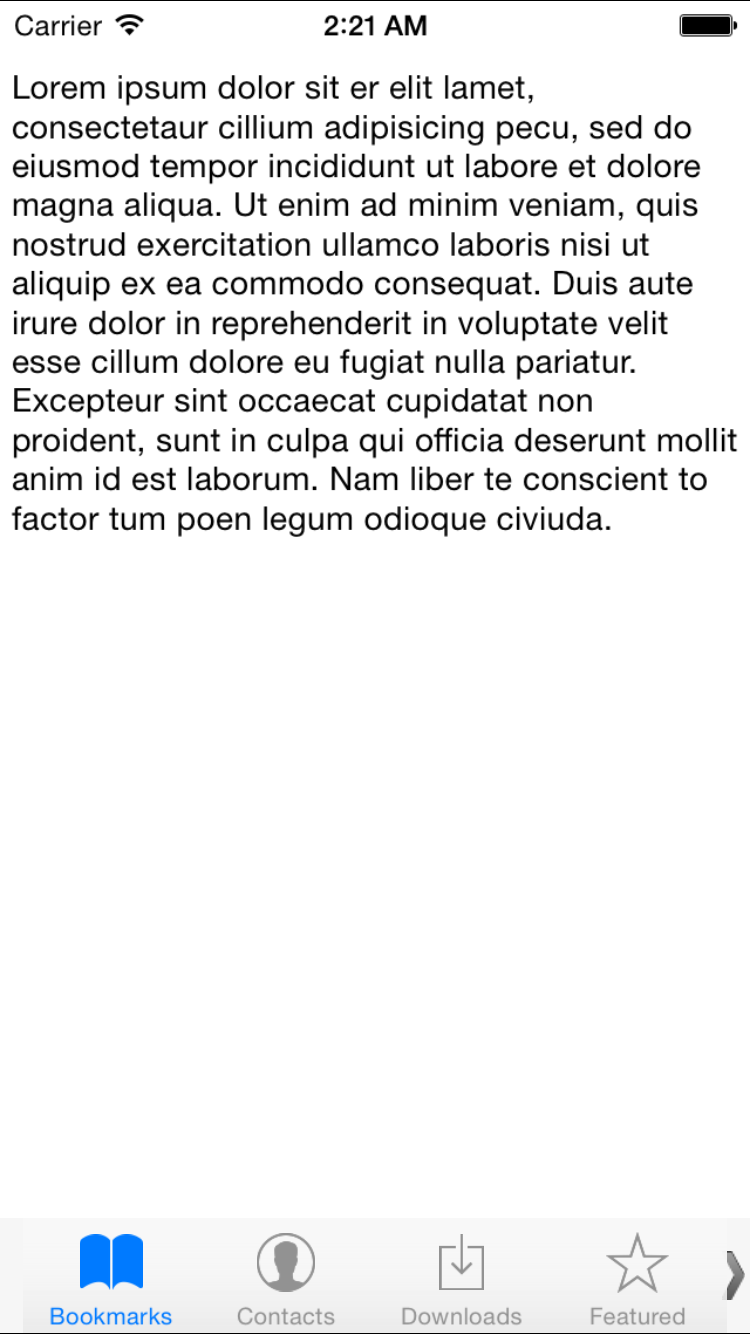 Carrier 2:21 AM
Lorem ipsum dolor sit er elit lamet,
consectetaur cillium adipisicing pecu, sed do
eiusmod tempor incididunt ut labore et dolore
magna aliqua. Ut enim ad minim veniam, quis
nostrud exercitation ullamco laboris nisi ut
aliquip ex ea commodo consequat. Duis aute
irure dolor in reprehenderit in voluptate velit
esse cillum dolore eu fugiat nulla pariatur.
Excepteur sint occaecat cupidatat non
proident, sunt in culpa qui officia deserunt mollit
anim id est laborum. Nam liber te conscient to
factor tum poen legum odioque civiuda.
Bookmarks Contacts Downloads Featured